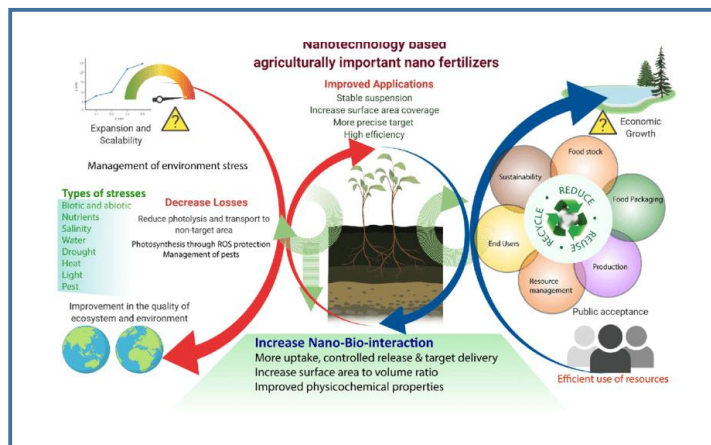 Nanotechnology based
agriculturally important nano fertilizers
Expansion and
Scalability
Management of environment stress
Types of stresses
Biotic and abiotic
Nutrients
Salinity
Water
Drought
Heat
Light
Pest
Decrease Losses
Reduce photolysis and transport to
non-target area
Photosynthesis through ROS protection
Management of pests
Improvement in the quality of
ecosystem and environment
Improved Applications
Stable suspension
Increase surface area coverage
More precise target
High efficiency
Increase Nano-Bio-interaction
More uptake, controlled release & target delivery
Increase surface area to volume ratio
Improved physicochemical properties
Economic
Growth
Food stock
Sustainability
Food Packaging
REDUCE
REUSE
RECYCLE
End Users
Production
Resource
management
Public acceptance
Efficient use of resources